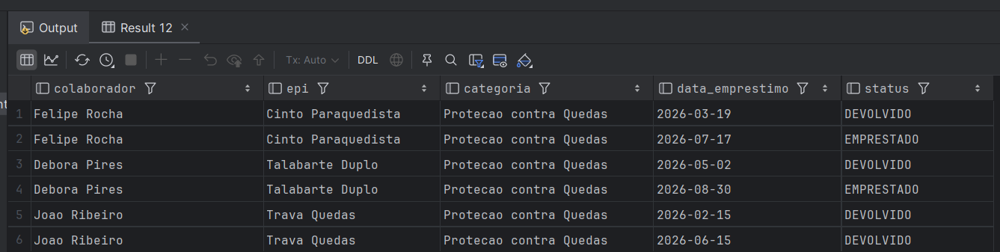 Output Result 12
Tx: Auto DDL
colaborador epi categoria data_emprestimo status
1 Felipe Rocha Cinto Paraquedista Protecao contra Quedas 2026-03-19 DEVOLVIDO
nt
2 Felipe Rocha Cinto Paraquedista Protecao contra Quedas 2026-07-17 EMPRESTADO
3 Debora Pires Talabarte Duplo Protecao contra Quedas 2026-05-02 DEVOLVIDO
4 Debora Pires Talabarte Duplo Protecao contra Quedas 2026-08-30 EMPRESTADO
5 Joao Ribeiro Trava Quedas Protecao contra Quedas 2026-02-15 DEVOLVIDO
6 Joao Ribeiro Trava Quedas Protecao contra Quedas 2026-06-15 DEVOLVIDO